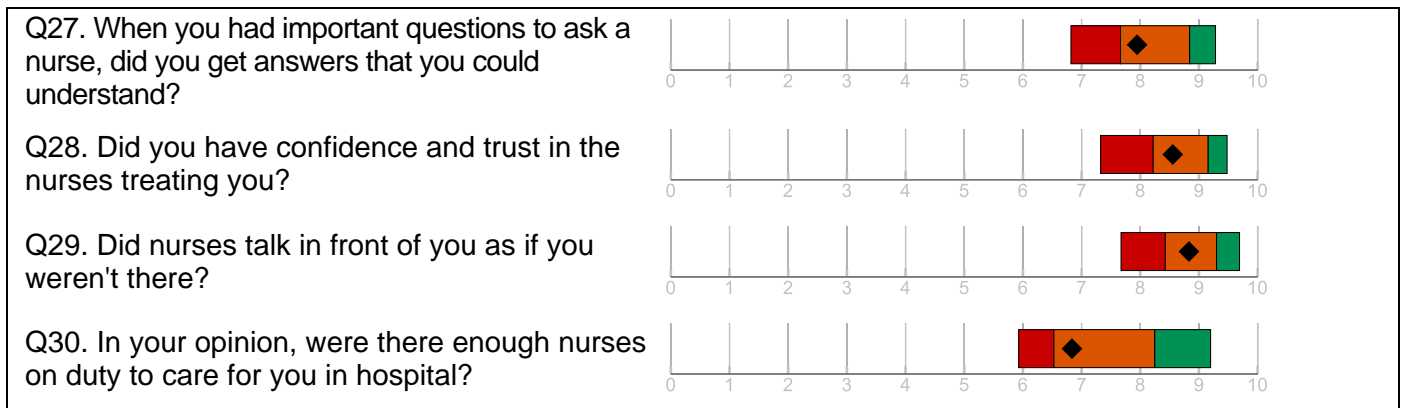 Q27. When you had important questions to ask a
nurse, did you get answers that you could
understand?
0 1 2 3 4 5 6 7 8 9 10
Q28. Did you have confidence and trust in the
nurses treating you?
0 1 2 3 4 5 6 7 8 9 10
Q29. Did nurses talk in front of you as if you
weren't there?
0 1 2 3 4 5 6 7 8 9 10
Q30. In your opinion, were there enough nurses
on duty to care for you in hospital?
0 1 2 3 4 5 6 7 8 9 10